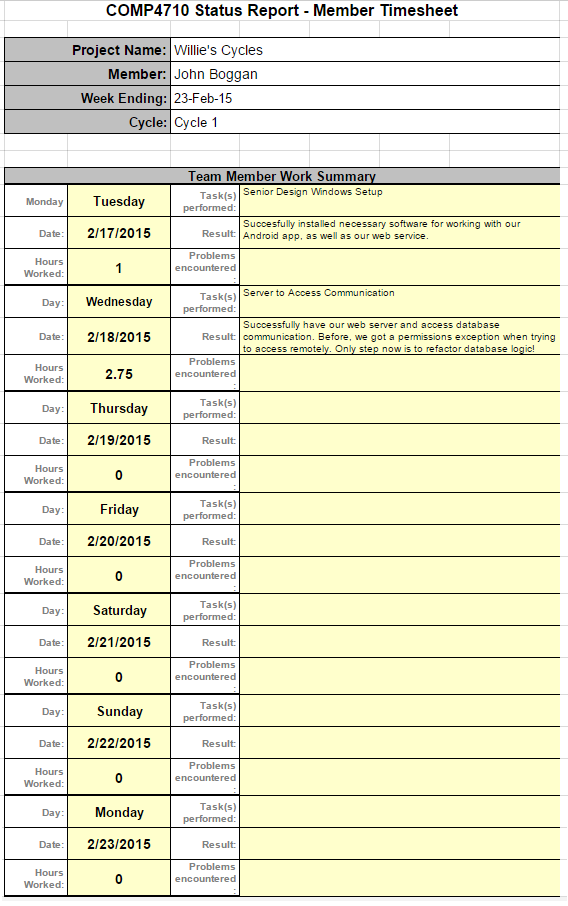 COMP4710 Status Report - Member Timesheet
Project Name: Willie's Cycles
Member: John Boggan
Week Ending: 23-Feb-15
Cycle: Cycle 1
Team Member Work Summary
Monday Tuesday Task(s) performed: Senior Design Windows Setup
Date: 2/17/2015 Result: Succesfully installed necessary software for working with our
Android app, as well as our web service.
Hours Worked: 1 Problems encountered :
Day: Wednesday Task(s) performed: Server to Access Communication
Date: 2/18/2015 Result: Successfully have our web server and access database
communication. Before, we got a permissions exception when trying
to access remotely. Only step now is to refactor database logic!
Hours Worked: 2.75 Problems encountered :
Day: Thursday Task(s) performed:
Date: 2/19/2015 Result:
Hours Worked: 0 Problems encountered :
Day: Friday Task(s) performed:
Date: 2/20/2015 Result:
Hours Worked: 0 Problems encountered :
Day: Saturday Task(s) performed:
Date: 2/21/2015 Result:
Hours Worked: 0 Problems encountered :
Day: Sunday Task(s) performed:
Date: 2/22/2015 Result:
Hours Worked: 0 Problems encountered :
Day: Monday Task(s) performed:
Date: 2/23/2015 Result:
Hours Worked: 0 Problems encountered :